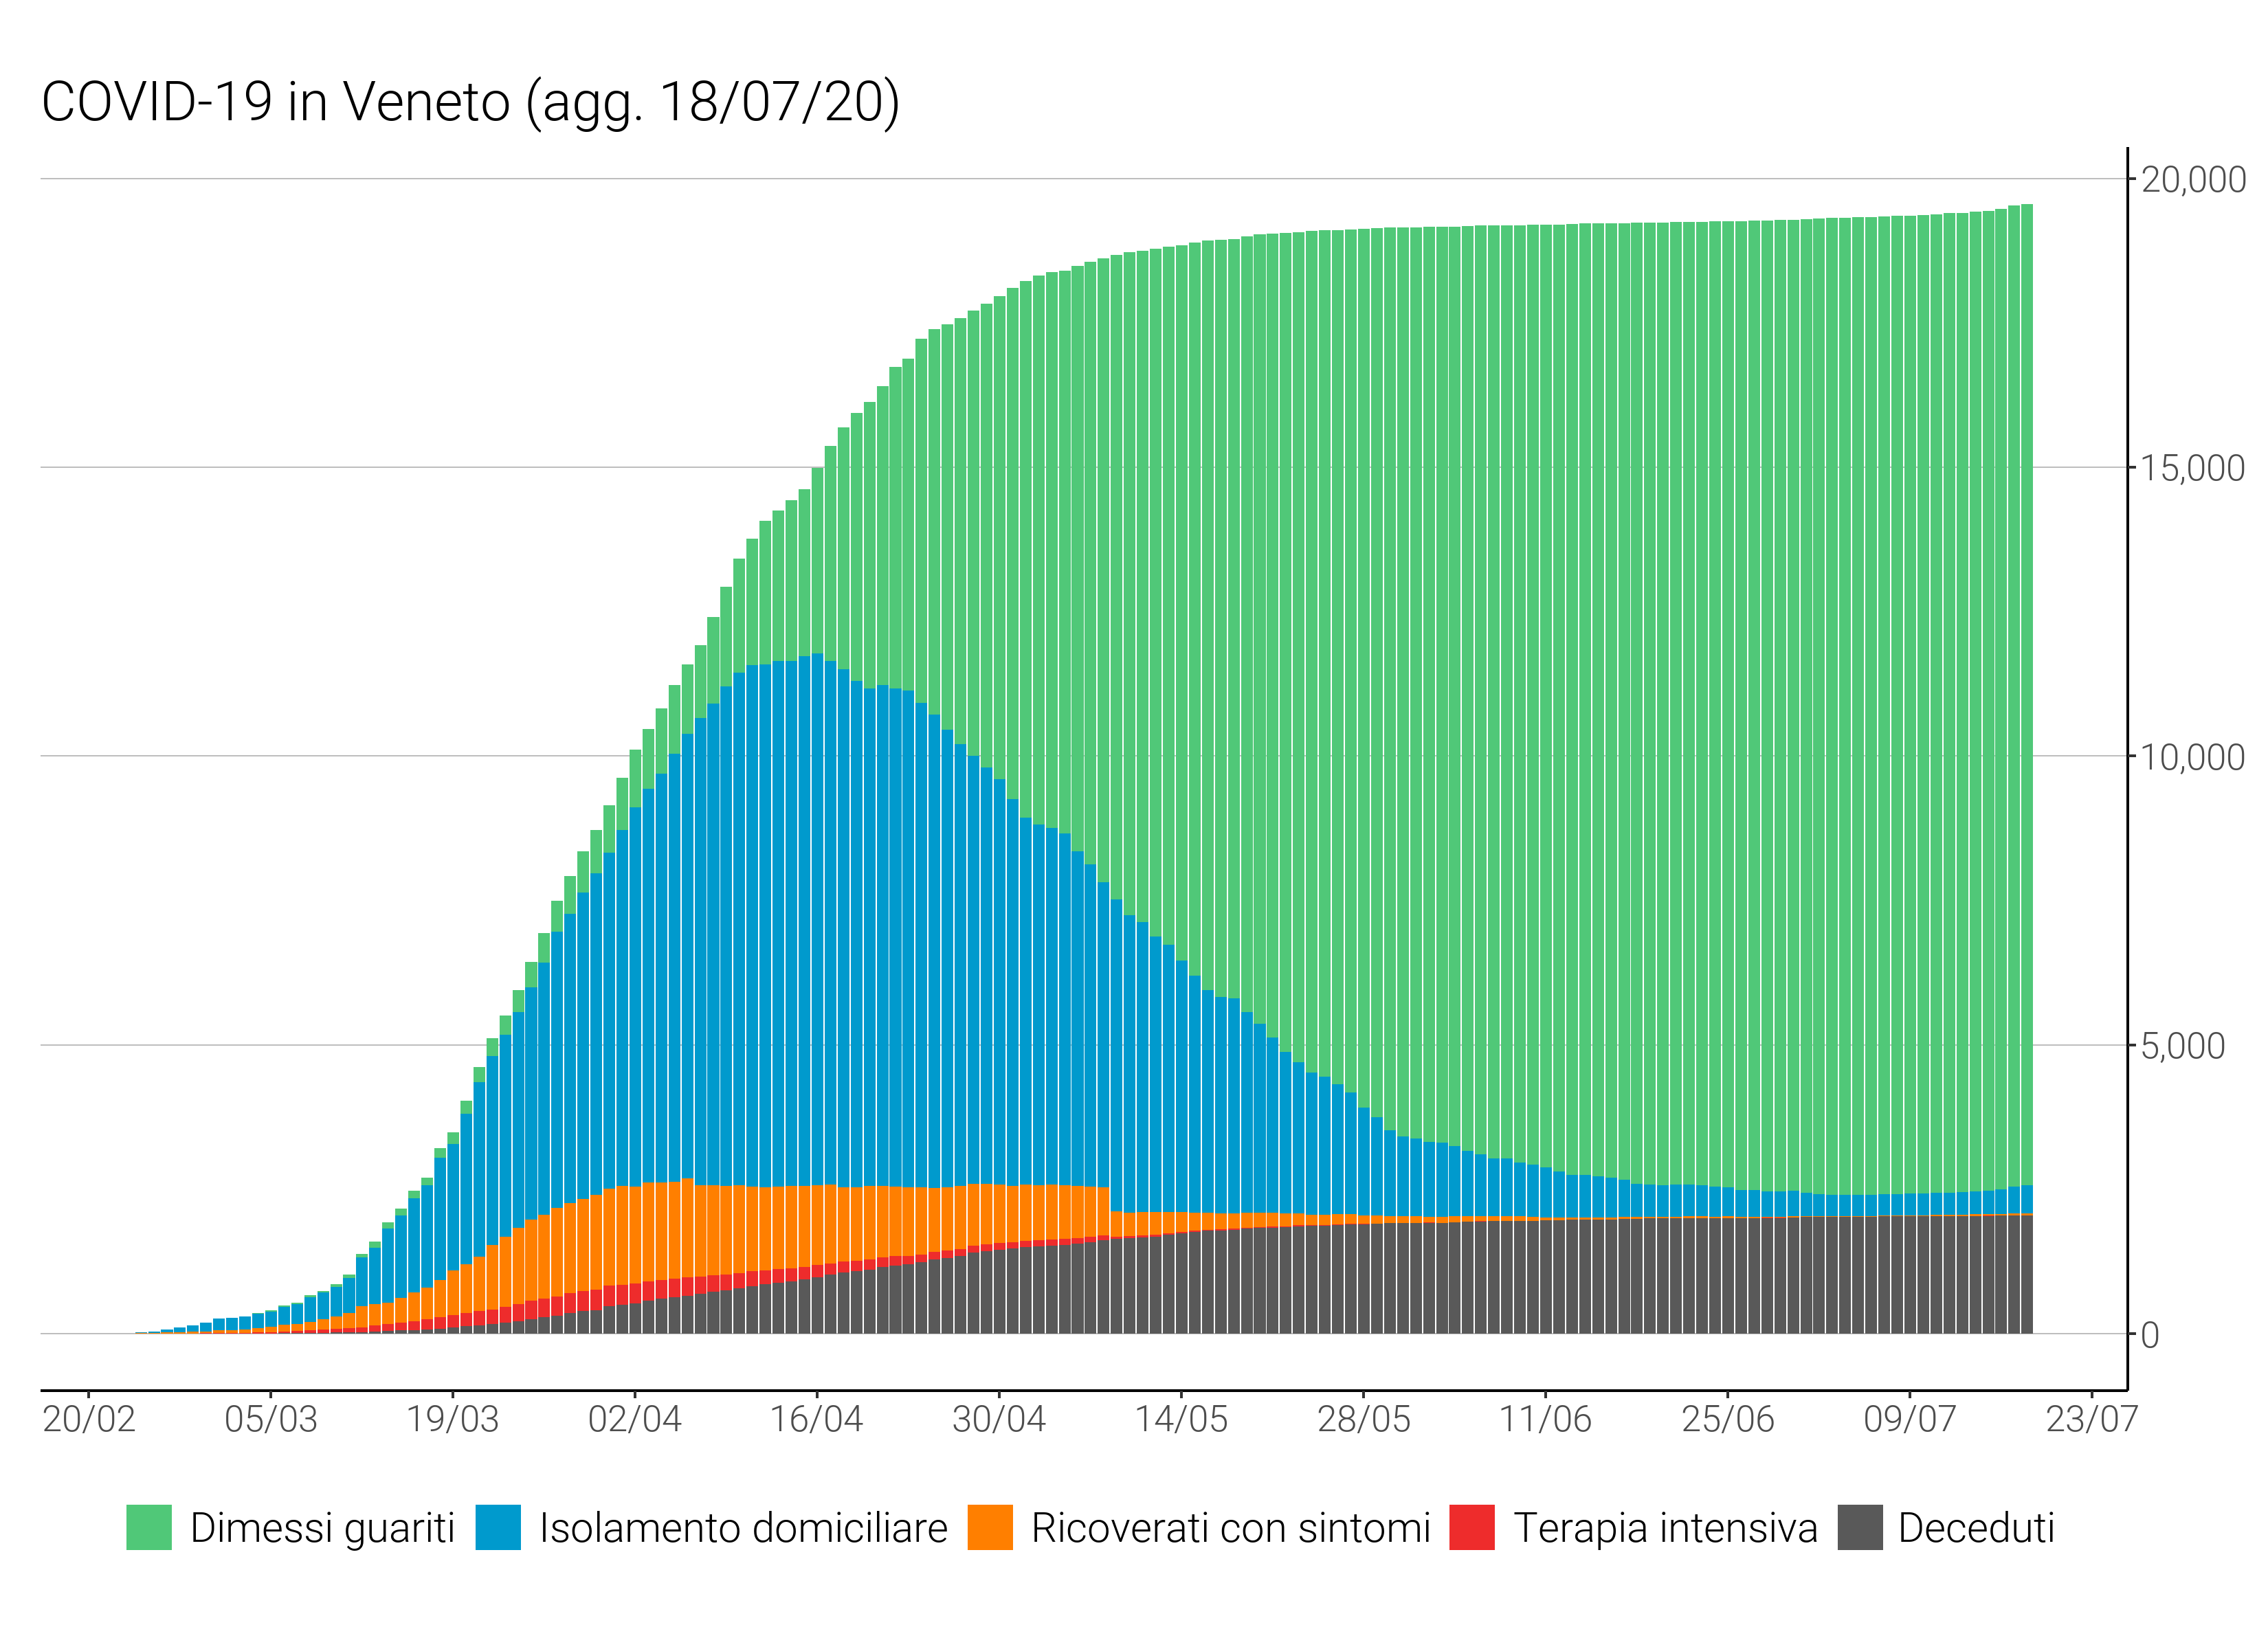 COVID-19 in Veneto (agg. 18/07/20)
20,000
15,000
10,000
5,000
0
20/02 05/03 19/03 02/04 16/04 30/04 14/05 28/05 11/06 25/06 09/07 23/07
Dimessi guariti Isolamento domiciliare Ricoverati con sintomi Terapia intensiva Deceduti